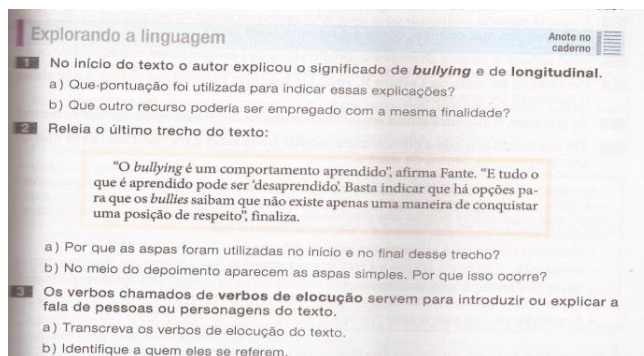 Explorando a linguagem
Anote no
caderno
1 No início do texto o autor explicou o significado de bullying e de longitudinal.
a) Que pontuação foi utilizada para indicar essas explicações?
b) Que outro recurso poderia ser empregado com a mesma finalidade?
2 Releia o último trecho do texto:
“O bullying é um comportamento aprendido”, afirma Fante. “E tudo o
que é aprendido pode ser ‘desaprendido’. Basta indicar que há opções pa-
ra que os bullies saibam que não existe apenas uma maneira de conquistar
uma posição de respeito”, finaliza.
a) Por que as aspas foram utilizadas no início e no final desse trecho?
b) No meio do depoimento aparecem as aspas simples. Por que isso ocorre?
3 Os verbos chamados de verbos de elocução servem para introduzir ou explicar a
fala de pessoas ou personagens do texto.
a) Transcreva os verbos de elocução do texto.
b) Identifique a quem eles se referem.